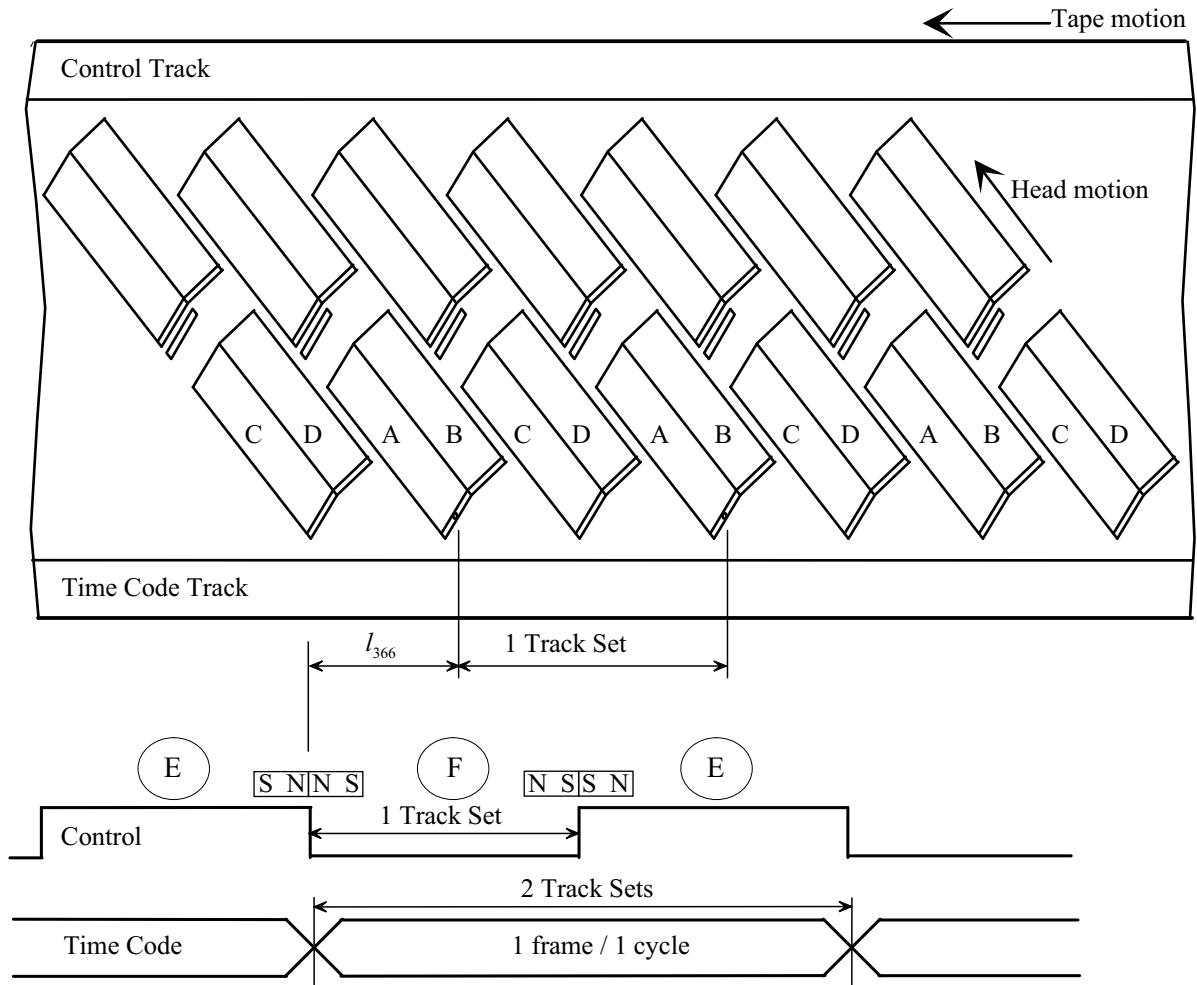 Tape motion
Control Track
Head motion
C D A B C D A B C D A B C D
Time Code Track
l366
1 Track Set
E
S N N S
F
N S S N
E
1 Track Set
Control
2 Track Sets
Time Code
1 frame / 1 cycle